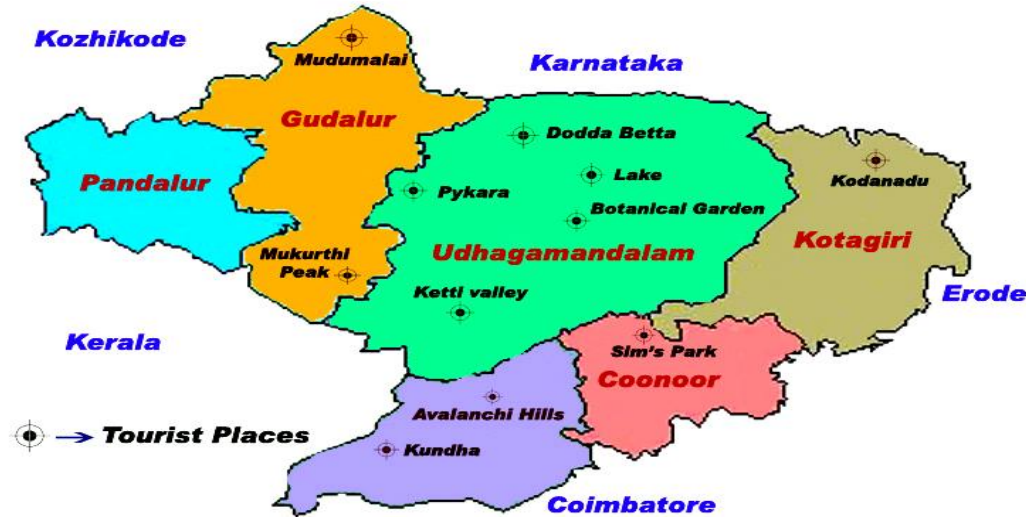 Kozhikode
Mudumalai
Karnataka
Gudalur
Dodda Betta
Pandalur
Pykara
Lake
Kodanadu
Botanical Garden
Udhagamandalam
Kotagiri
Mukurthi
Peak
Ketti valley
Erode
Kerala
Sim's Park
Coonoor
Avalanchi Hills
Tourist Places
Kundha
Coimbatore